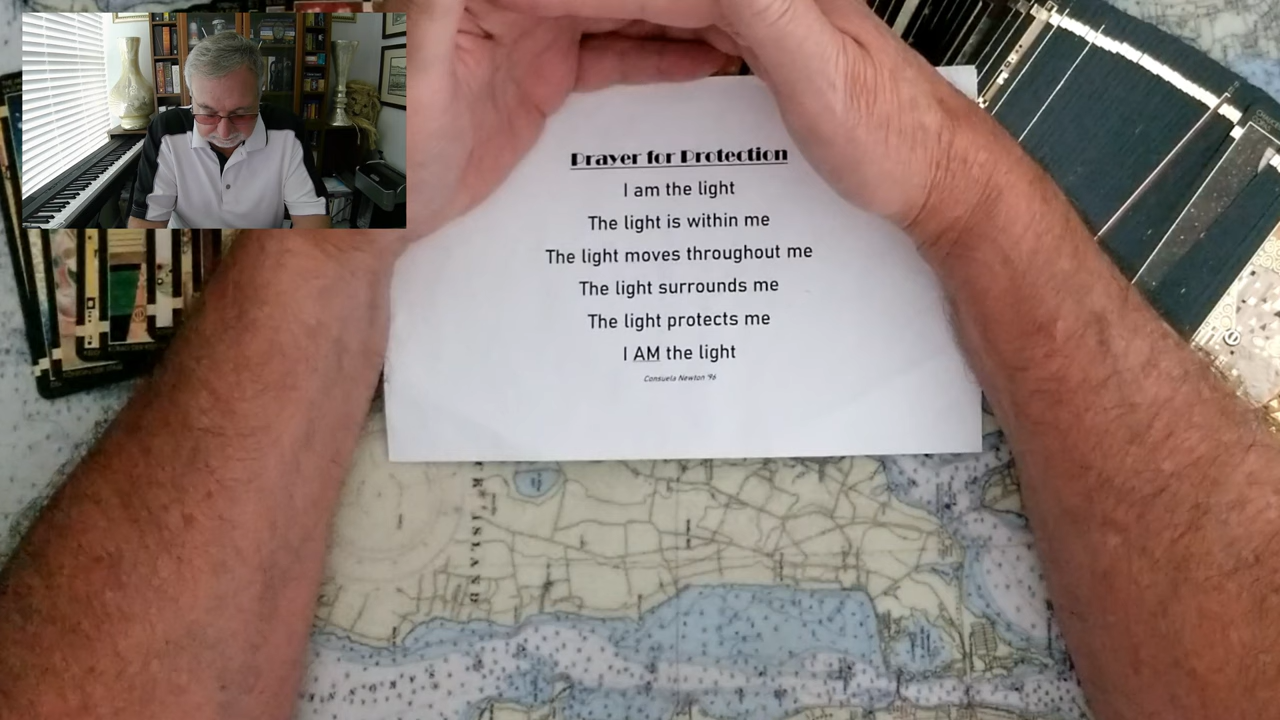 Prayer for Protection
I am the light
The light is within me
The light moves throughout me
The light surrounds me
The light protects me
I AM the light
Consuela Newton '96
ISLAND